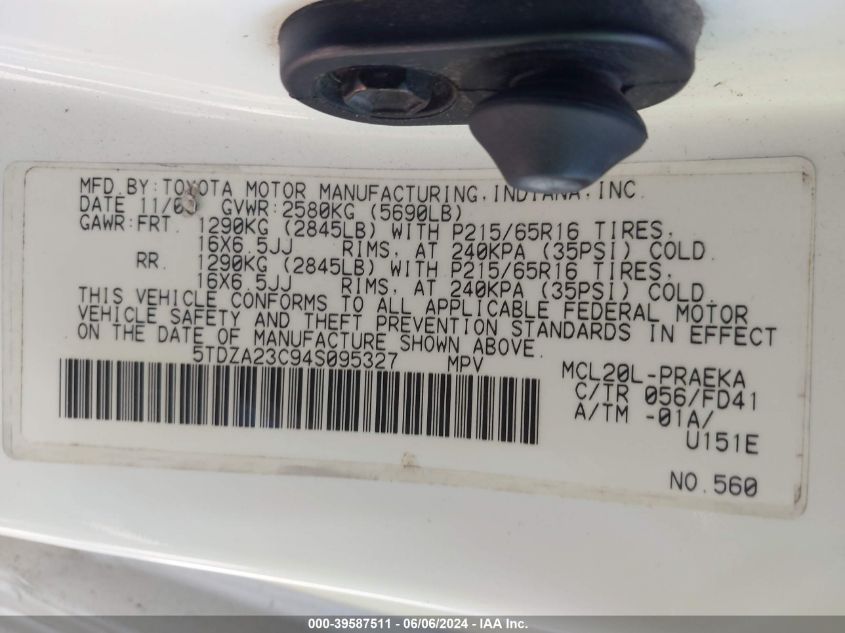 MFD.BY:TOYOTA MOTOR MANUFACTURING,INDIANA,INC.
DATE 11/03 GVWR:2580KG (5690LB)
GAWR:FRT. 1290KG (2845LB) WITH P215/65R16 TIRES,
16X6.5JJ RIMS, AT 240KPA (35PSI) COLD.
RR. 1290KG (2845LB) WITH P215/65R16 TIRES,
16X6.5JJ RIMS, AT 240KPA (35PSI) COLD.
THIS VEHICLE CONFORMS TO ALL APPLICABLE FEDERAL MOTOR
VEHICLE SAFETY AND THEFT PREVENTION STANDARDS IN EFFECT
ON THE DATE OF MANUFACTURE SHOWN ABOVE.
5TDZA23C94S095327 MPV
MCL20L-PRAEKA
C/TR 056/FD41
A/TM -01A/
U151E
NO.560
000-39587511 - 06/06/2024 - IAA Inc.